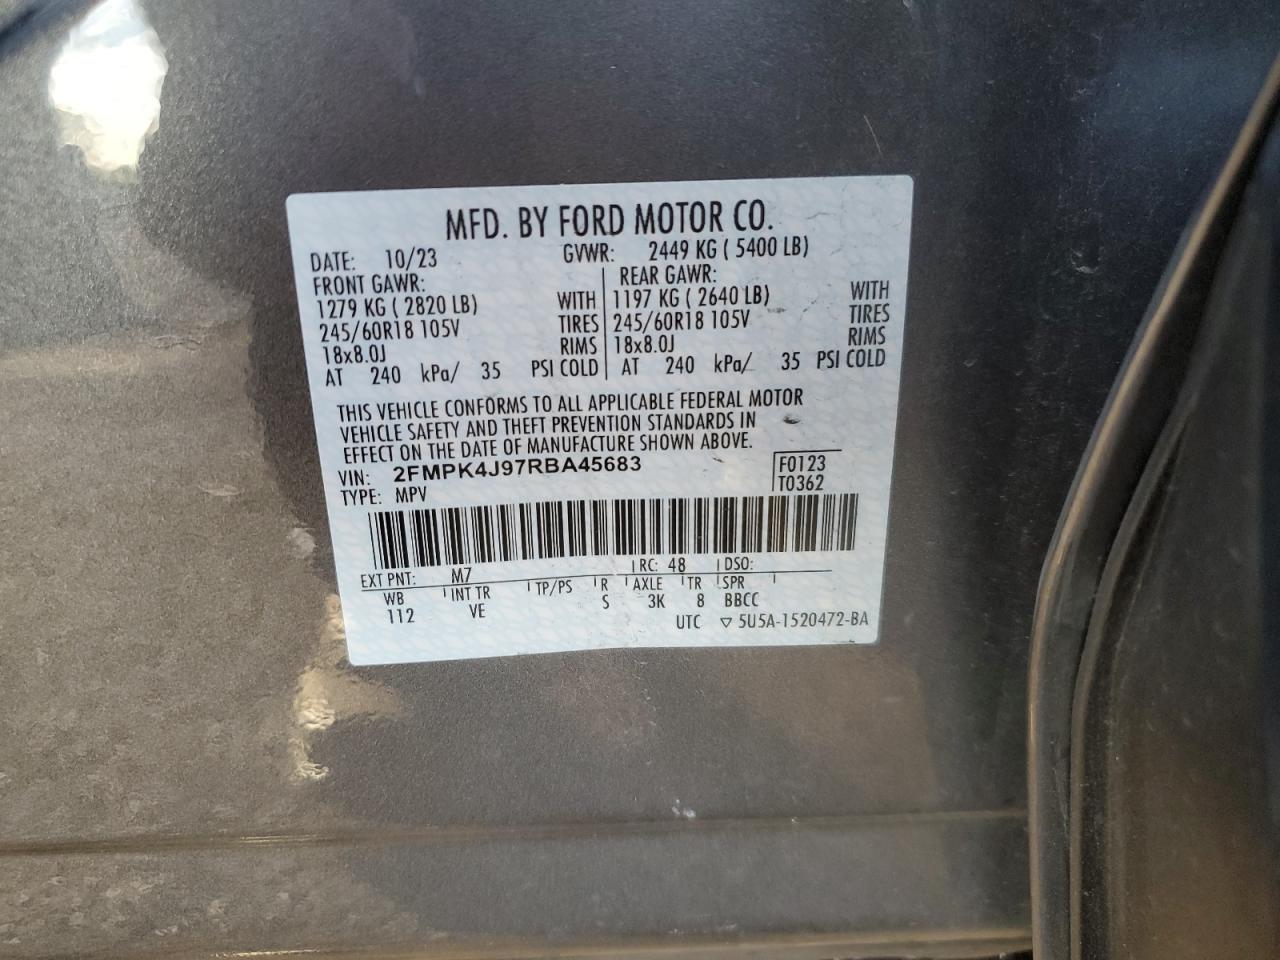 MFD. BY FORD MOTOR CO.
DATE: 10/23 GVWR: 2449 KG ( 5400 LB)
FRONT GAWR: REAR GAWR:
1279 KG ( 2820 LB) WITH 1197 KG ( 2640 LB) WITH
245/60R18 105V TIRES 245/60R18 105V TIRES
18x8.0J RIMS 18x8.0J RIMS
AT 240 kPa/ 35 PSI COLD AT 240 kPa/ 35 PSI COLD
THIS VEHICLE CONFORMS TO ALL APPLICABLE FEDERAL MOTOR
VEHICLE SAFETY AND THEFT PREVENTION STANDARDS IN
EFFECT ON THE DATE OF MANUFACTURE SHOWN ABOVE.
VIN: 2FMPK4J97RBA45683 F0123
TYPE: MPV T0362
EXT PNT: M7 RC: 48 DSO:
WB INT TR TP/PS R AXLE TR SPR
112 VE S 3K 8 BBCC
UTC ▽ 5U5A-1520472-BA